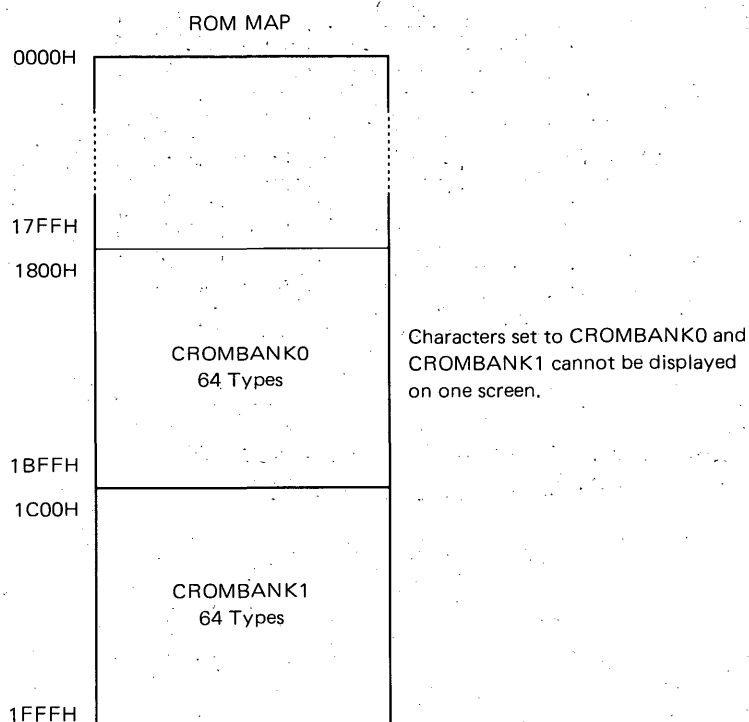 ROM MAP
0000H
17FFH
1800H
CROMBANK0
64 Types
Characters set to CROMBANK0 and
CROMBANK1 cannot be displayed
on one screen.
1BFFH
1C00H
CROMBANK1
64 Types
1FFFH